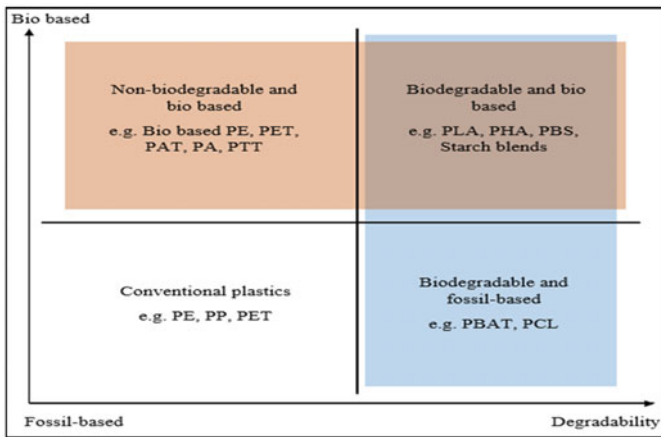 Bio based
Non-biodegradable and
bio based
e.g. Bio based PE, PET,
PAT, PA, PTT
Biodegradable and bio
based
e.g. PLA, PHA, PBS,
Starch blends
Conventional plastics
e.g. PE, PP, PET
Biodegradable and
fossil-based
e.g. PBAT, PCL
Fossil-based
Degradability